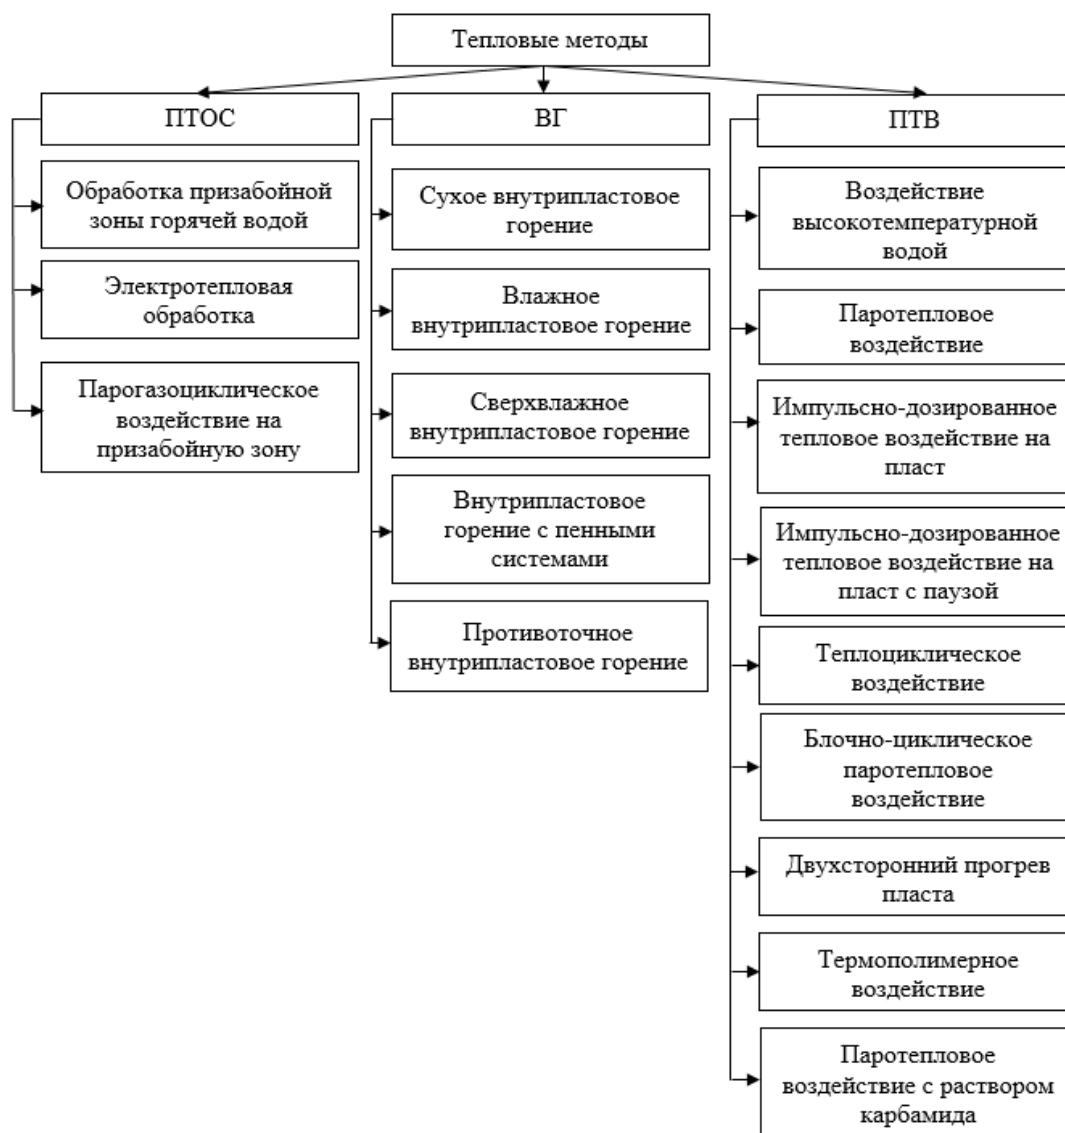 Тепловые методы
ПТОС
Обработка призабойной
зоны горячей водой
Электротепловая
обработка
Парогазоциклическое
воздействие на
призабойную зону
ВГ
Сухое внутрипластовое
горение
Влажное
внутрипластовое горение
Сверхвлажное
внутрипластовое горение
Внутрипластовое
горение с пенными
системами
Противоточное
внутрипластовое горение
ПТВ
Воздействие
высокотемпературной
водой
Паротепловое
воздействие
Импульсно-дозированное
тепловое воздействие на
пласт
Импульсно-дозированное
тепловое воздействие на
пласт с паузой
Теплоциклическое
воздействие
Блочно-циклическое
паротепловое
воздействие
Двухсторонний прогрев
пласта
Термополимерное
воздействие
Паротепловое
воздействие с раствором
карбамида